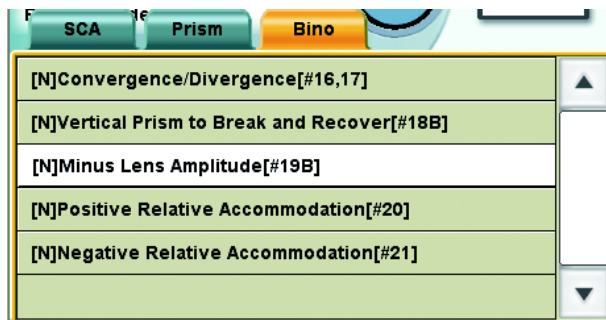 SCA Prism Bino
[N]Convergence/Divergence[#16,17]
[N]Vertical Prism to Break and Recover[#18B]
[N]Minus Lens Amplitude[#19B]
[N]Positive Relative Accommodation[#20]
[N]Negative Relative Accommodation[#21]